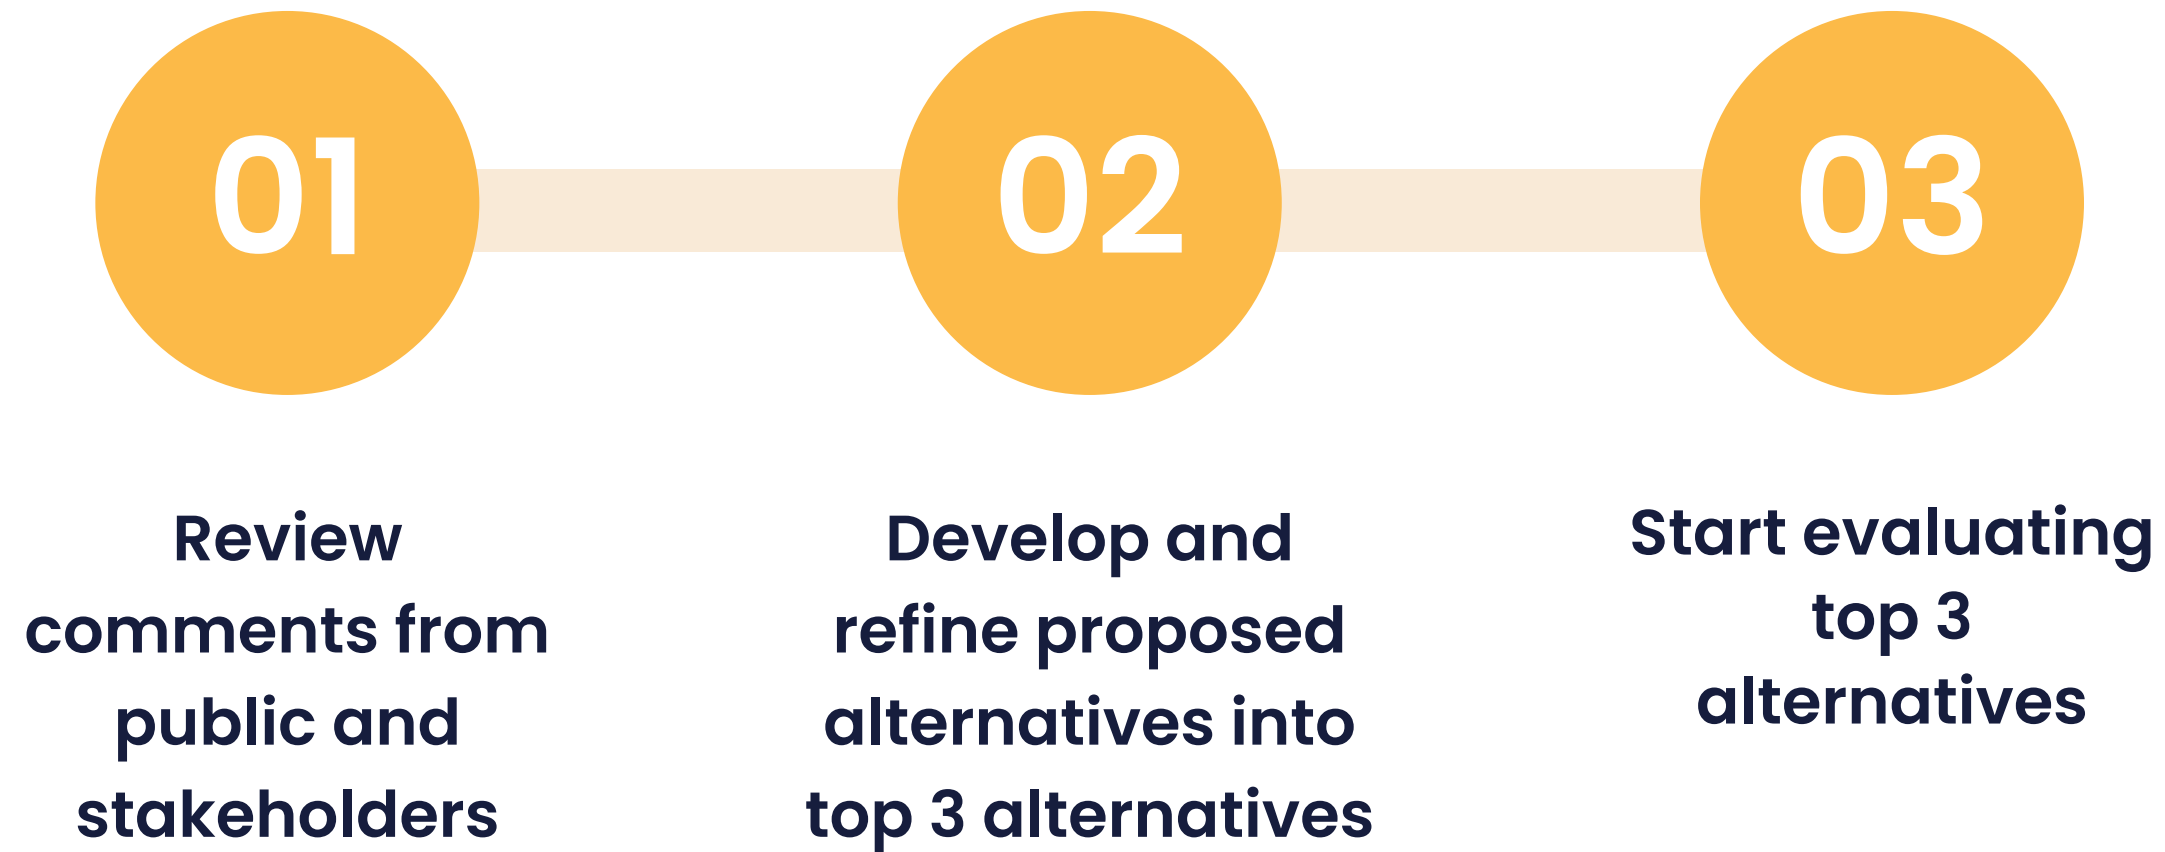 01
Review
comments from
public and
stakeholders
02
Develop and
refine proposed
alternatives into
top 3 alternatives
03
Start evaluating
top 3
alternatives